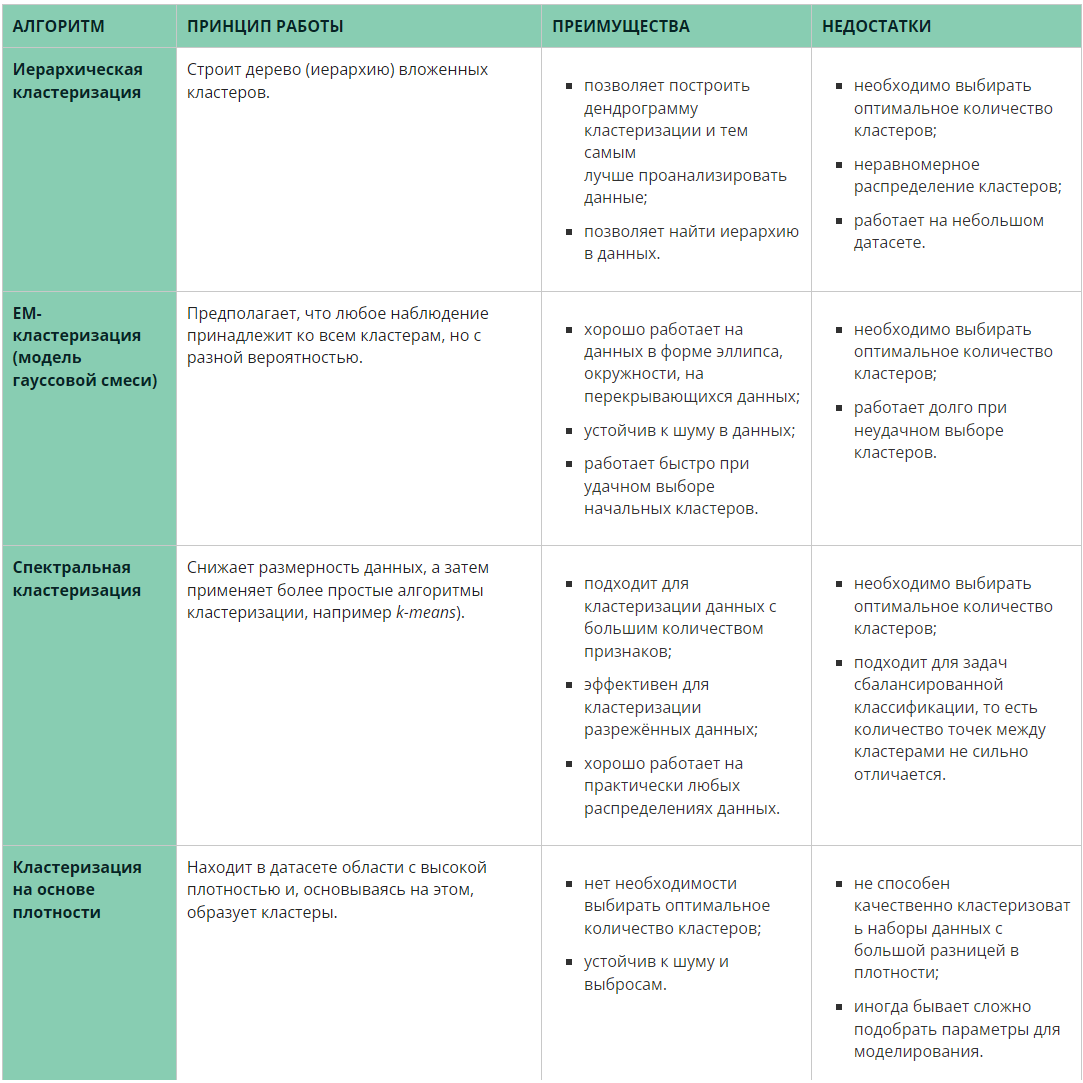 АЛГОРИТМ
ПРИНЦИП РАБОТЫ
ПРЕИМУЩЕСТВА
НЕДОСТАТКИ
Иерархическая
кластеризация
Строит дерево (иерархию) вложенных
кластеров.
позволяет построить
дендрограмму
кластеризации и тем
самым
лучше проанализировать
данные;
позволяет найти иерархию
в данных.
необходимо выбирать
оптимальное количество
кластеров;
неравномерное
распределение кластеров;
работает на небольшом
датасете.
EM-
кластеризация
(модель
гауссовой смеси)
Предполагает, что любое наблюдение
принадлежит ко всем кластерам, но с
разной вероятностью.
хорошо работает на
данных в форме эллипса,
окружности, на
перекрывающихся данных;
устойчив к шуму в данных;
работает быстро при
удачном выборе
начальных кластеров.
необходимо выбирать
оптимальное количество
кластеров;
работает долго при
неудачном выборе
кластеров.
Спектральная
кластеризация
Снижает размерность данных, а затем
применяет более простые алгоритмы
кластеризации, например k-means).
подходит для
кластеризации данных с
большим количеством
признаков;
эффективен для
кластеризации
разрежённых данных;
хорошо работает на
практически любых
распределениях данных.
необходимо выбирать
оптимальное количество
кластеров;
подходит для задач
сбалансированной
классификации, то есть
количество точек между
кластерами не сильно
отличается.
Кластеризация
на основе
плотности
Находит в датасете области с высокой
плотностью и, основываясь на этом,
образует кластеры.
нет необходимости
выбирать оптимальное
количество кластеров;
устойчив к шуму и
выбросам.
не способен
качественно кластеризоват
ь наборы данных с
большой разницей в
плотности;
иногда бывает сложно
подобрать параметры для
моделирования.